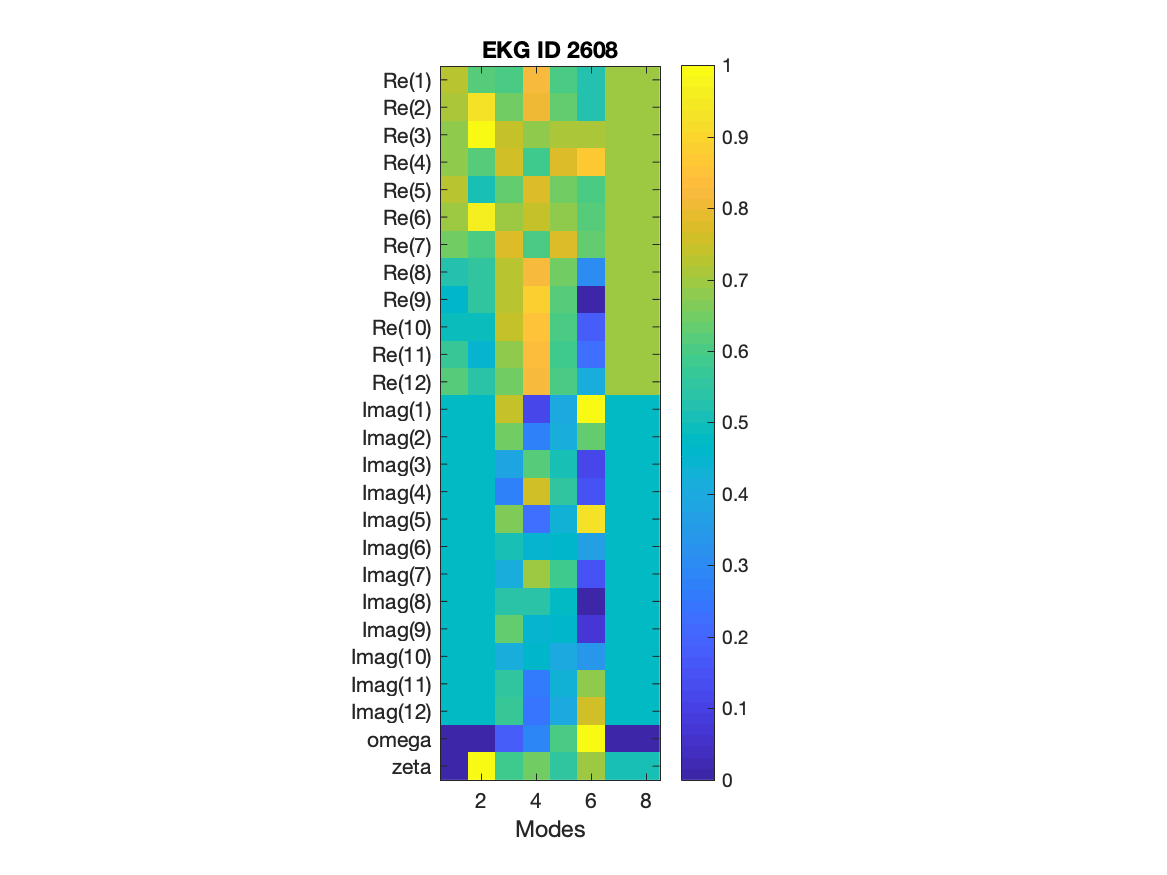 EKG ID 2608
Re(1)
Re(2)
Re(3)
Re(4)
Re(5)
Re(6)
Re(7)
Re(8)
Re(9)
Re(10)
Re(11)
Re(12)
Imag(1)
Imag(2)
Imag(3)
Imag(4)
Imag(5)
Imag(6)
Imag(7)
Imag(8)
Imag(9)
Imag(10)
Imag(11)
Imag(12)
omega
zeta
2 4 6 8
Modes
1
0.9
0.8
0.7
0.6
0.5
0.4
0.3
0.2
0.1
0